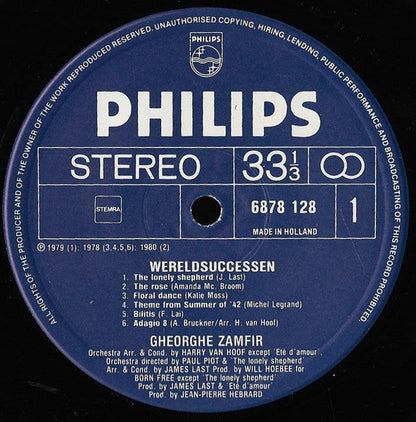 ALL RIGHTS OF THE PRODUCER AND OF THE OWNER OF THE WORK REPRODUCED RESERVED. UNAUTHORISED COPYING, HIRING, LENDING, PUBLIC PERFORMANCE AND BROADCASTING OF THIS RECORD PROHIBITED
PHILIPS
PHILIPS
STEREO 33 1/3
STEMRA 6878 128 1
MADE IN HOLLAND
℗ 1979 (1): 1978 (3,4,5,6): 1980 (2)
WERELDSUCCESSEN
1. The lonely shepherd (J. Last)
2. The rose (Amanda Mc. Broom)
3. Floral dance (Katie Moss)
4. Theme from Summer of '42 (Michel Legrand)
5. Bilitis (F. Lai)
6. Adagio 8 (A. Bruckner/Arr. H. van Hoof)
GHEORGHE ZAMFIR
Orchestra Arr. & Cond. by HARRY VAN HOOF except 'Eté d'amour'.
Orchestra directed by PAUL PIOT & 'The lonely shepherd'
Arr. & Cond. by JAMES LAST Prod. by WILL HOEBEE for
BORN FREE except 'The lonely shepherd'
Prod. by JAMES LAST & 'Eté d'amour'
Prod. by JEAN-PIERRE HEBRARD